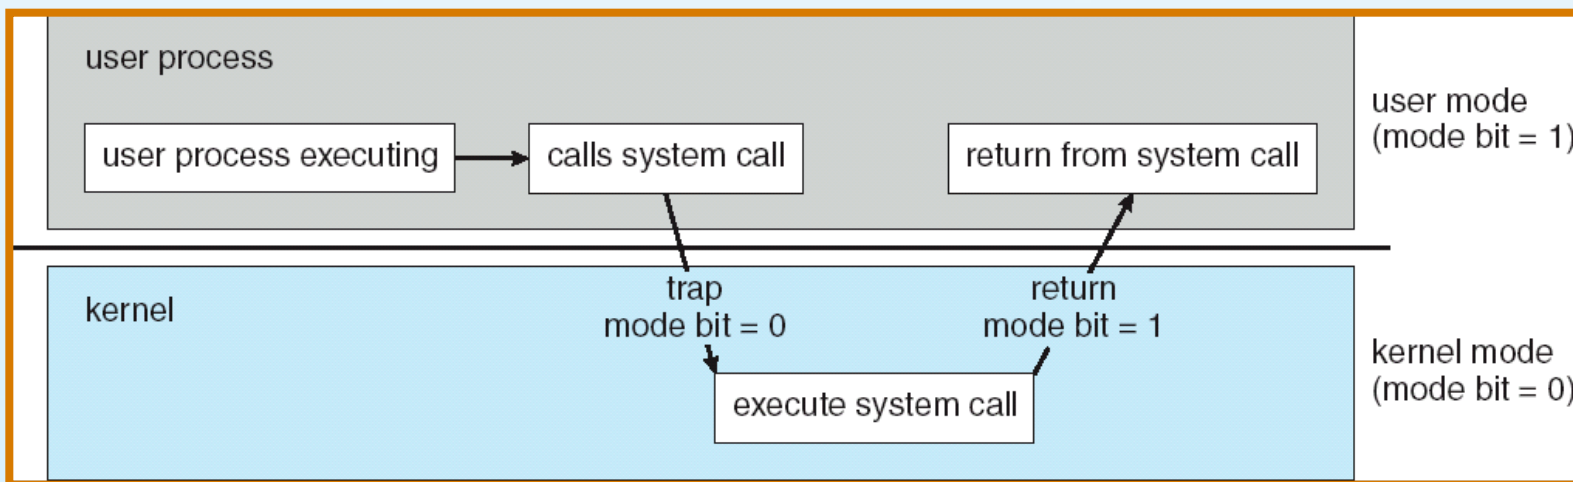 user process
user process executing
calls system call
return from system call
user mode
(mode bit = 1)
kernel
trap
mode bit = 0
return
mode bit = 1
execute system call
kernel mode
(mode bit = 0)